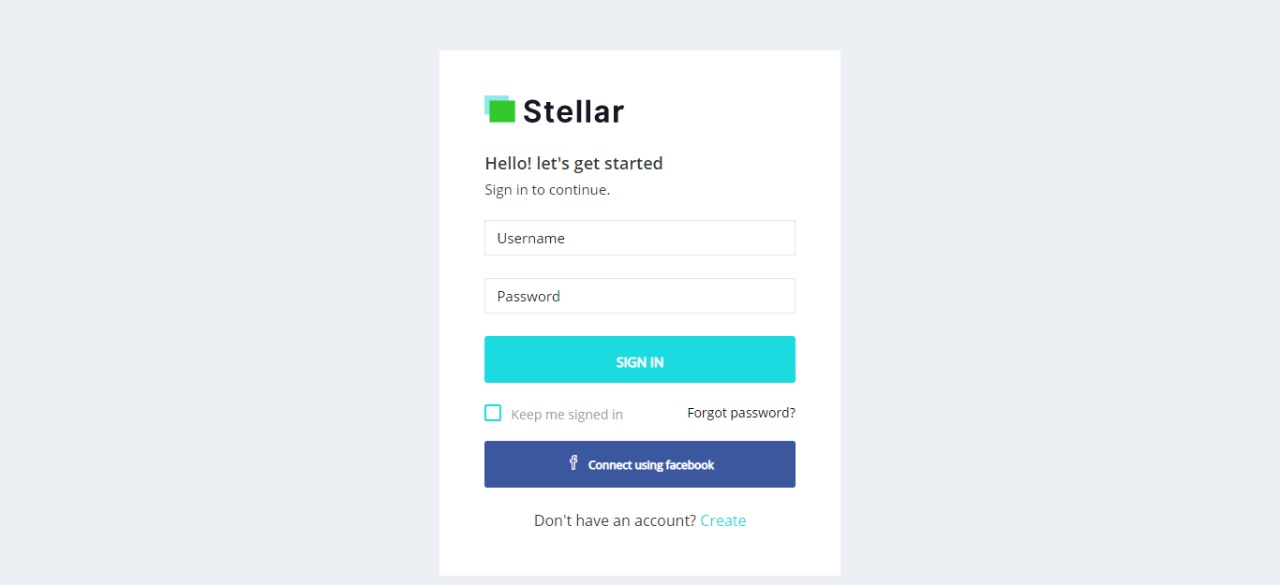 Stellar
Hello! let's get started
Sign in to continue.
Username
Password
SIGN IN
Keep me signed in Forgot password?
Connect using facebook
Don't have an account? Create